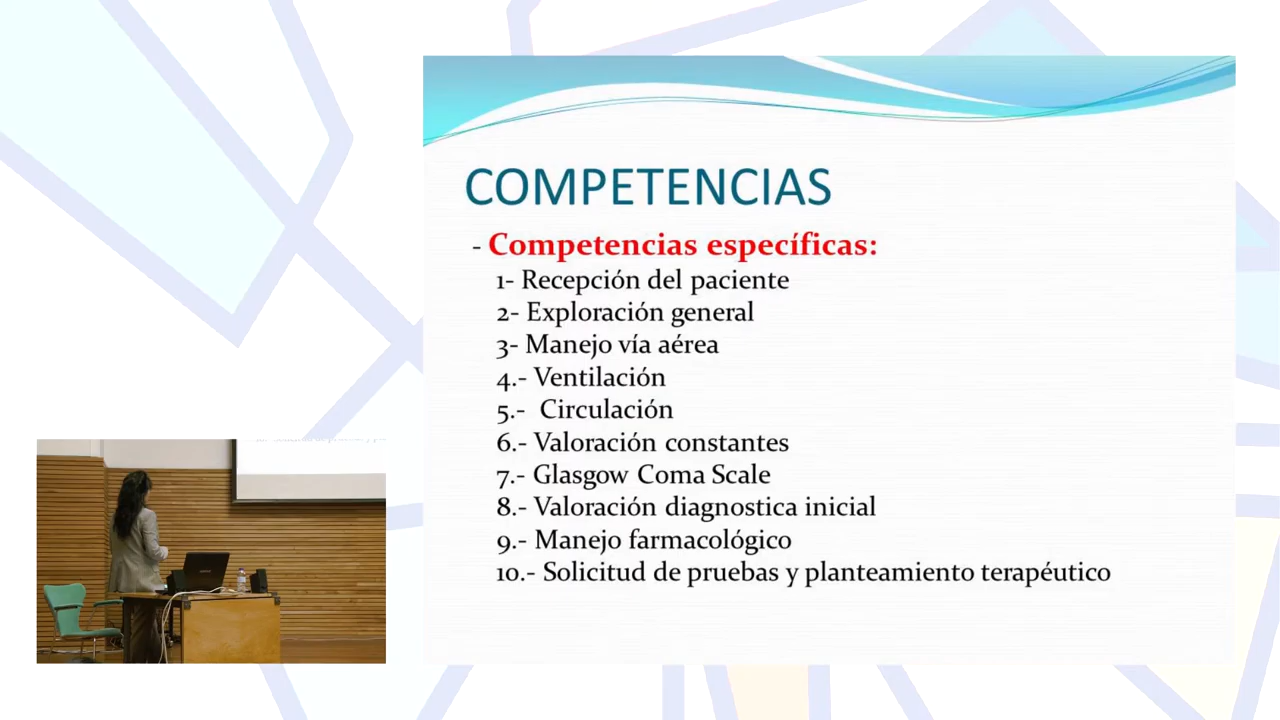 COMPETENCIAS
- Competencias específicas:
1- Recepción del paciente
2- Exploración general
3- Manejo vía aérea
4.- Ventilación
5.- Circulación
6.- Valoración constantes
7.- Glasgow Coma Scale
8.- Valoración diagnostica inicial
9.- Manejo farmacológico
10.- Solicitud de pruebas y planteamiento terapéutico